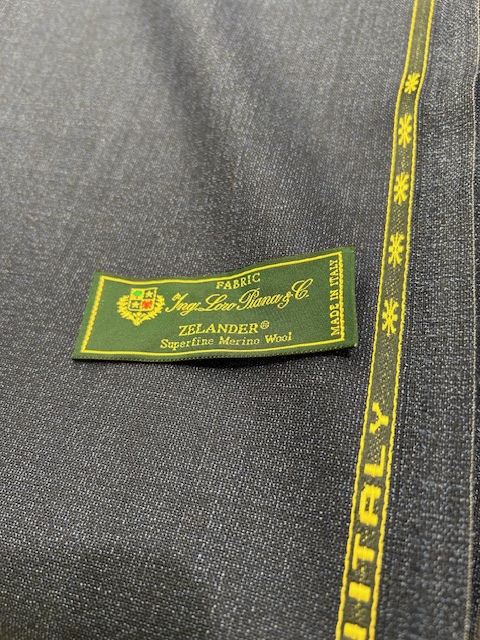 FABRIC
Ing. Loro Piana & C.
ZELANDER®
Superfine Merino Wool
MADE IN ITALY
ITALY